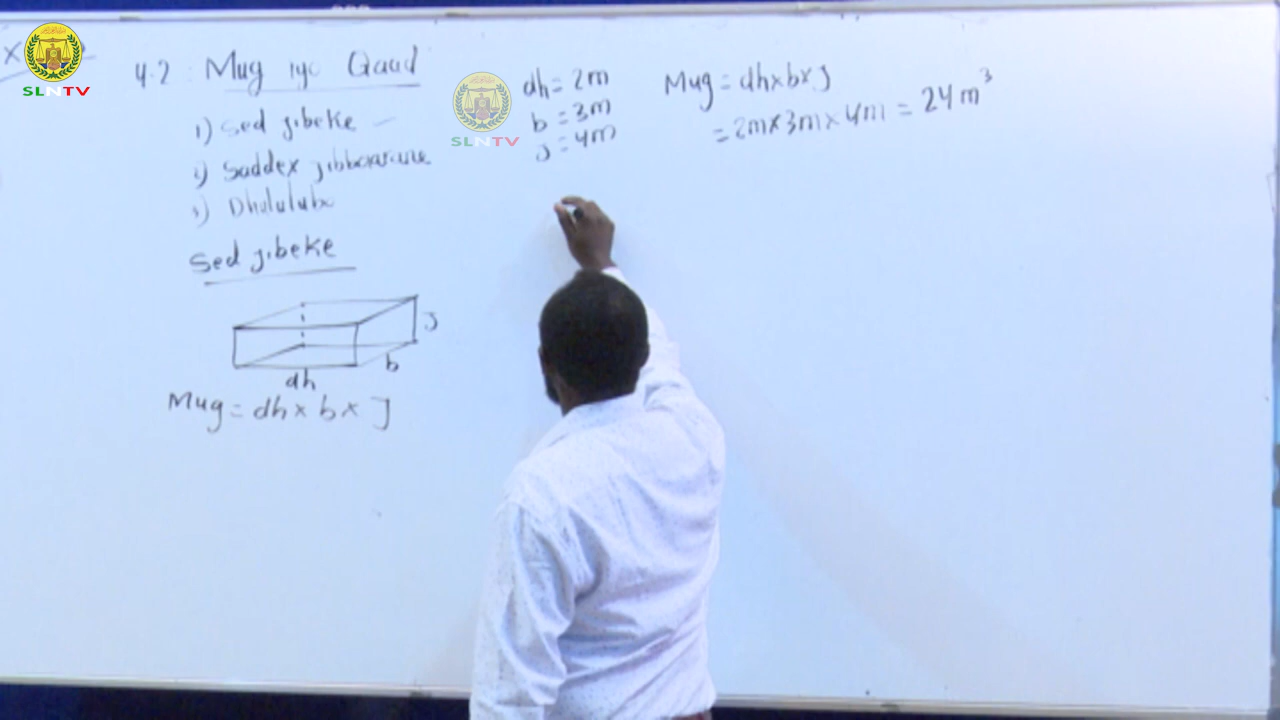 SLNTV
4.2 : Mug iyo Qaad
1) Sed jibeke
2) Saddex jibbaarane
3) Dhululubo
Sed jibeke
J
b
dh
Mug = dh x b x J
SLNTV
dh = 2m
b = 3m
J = 4m
Mug = dh x b x J
= 2m x 3m x 4m = 24 m³